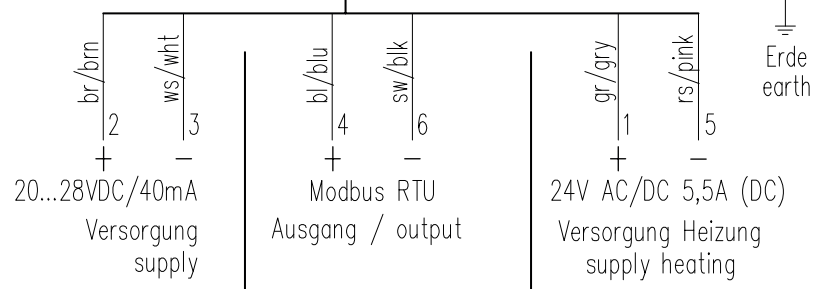 br/brn
ws/wht
bl/blu
sw/blk
gr/gry
rs/pink
Erde
earth
2
3
4
6
1
5
+
−
+
−
+
−
20...28VDC/40mA
Versorgung
supply
Modbus RTU
Ausgang / output
24V AC/DC 5,5A (DC)
Versorgung Heizung
supply heating